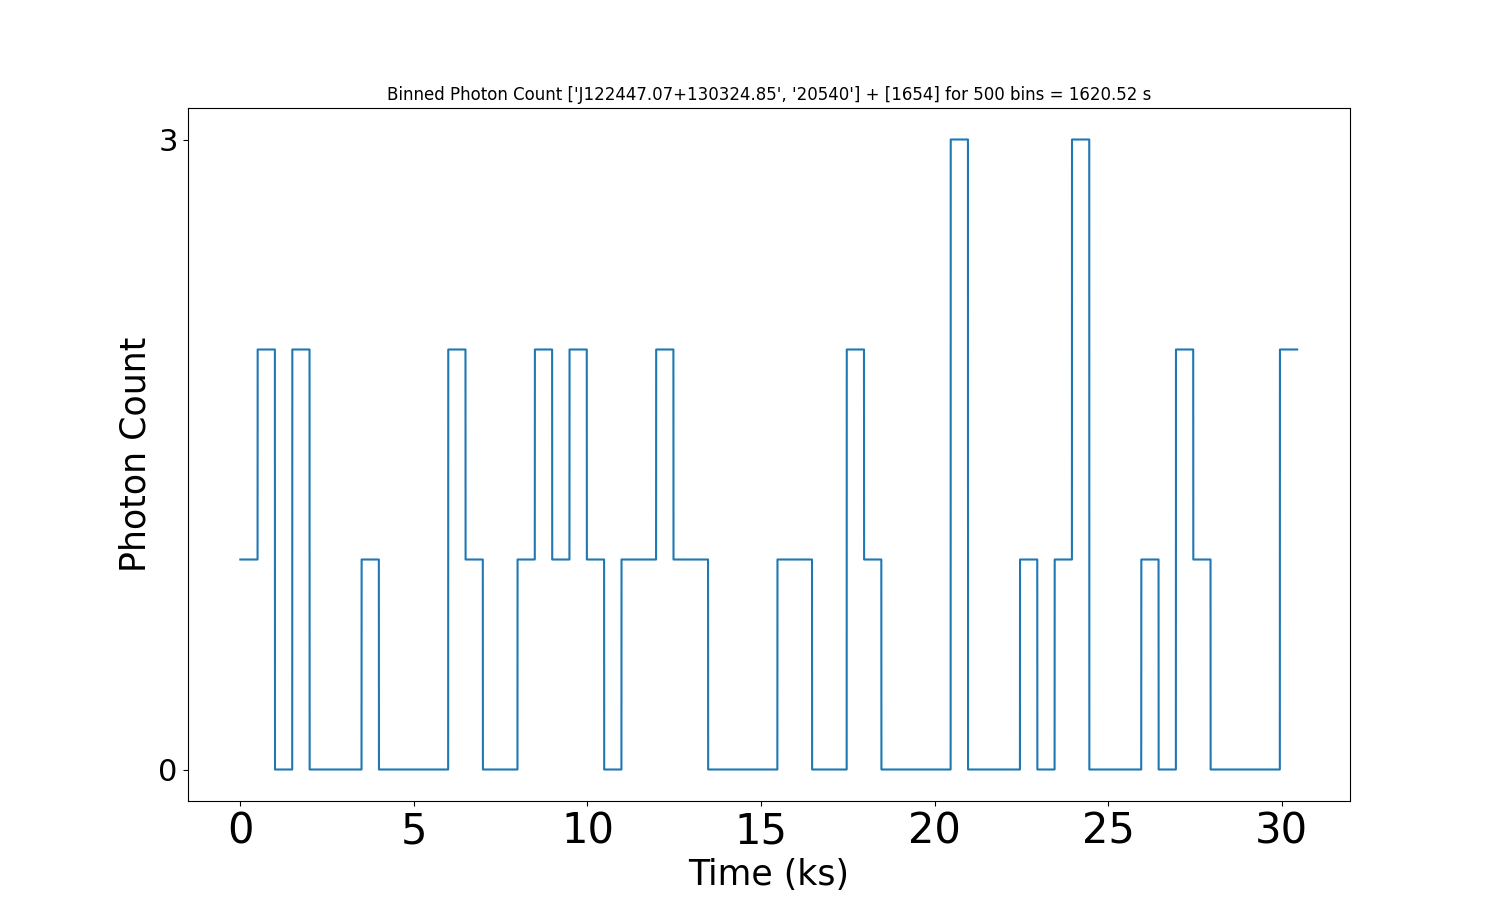 Binned Photon Count ['J122447.07+130324.85', '20540'] + [1654] for 500 bins = 1620.52 s
3
Photon Count
0
0 5 10 15 20 25 30
Time (ks)